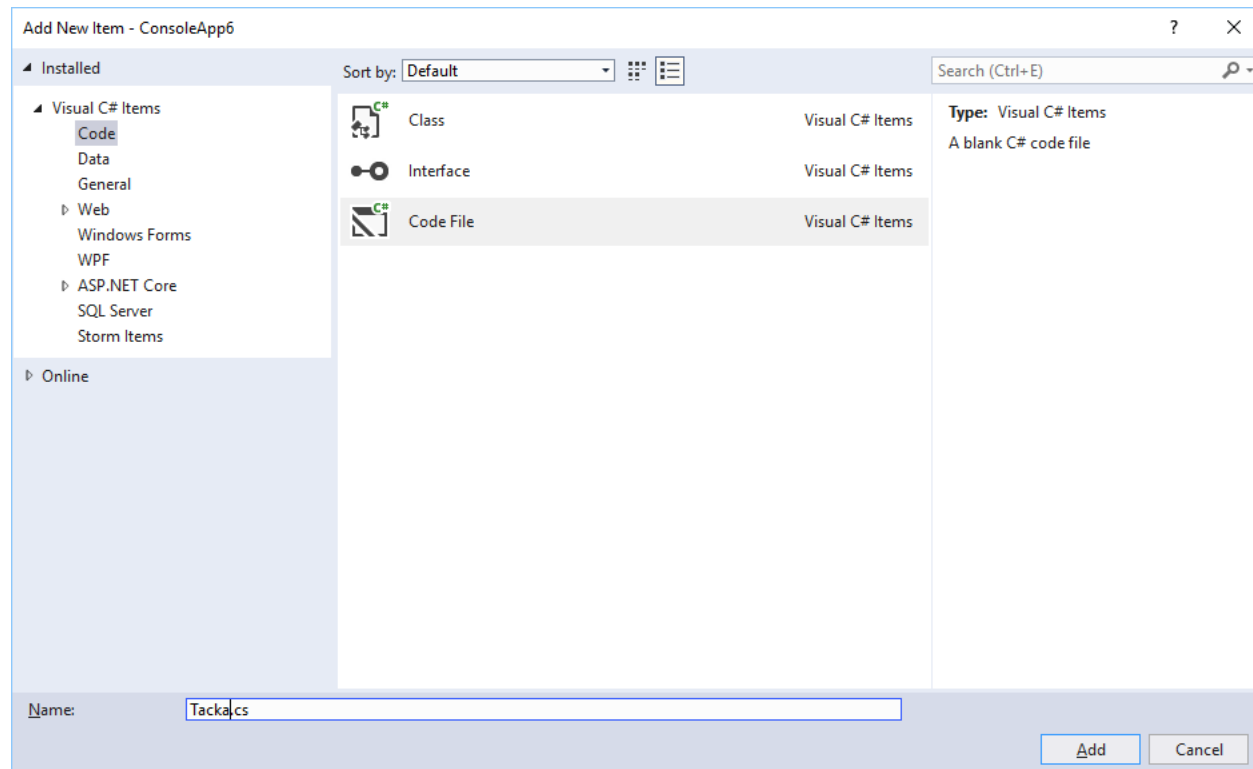 Add New Item - ConsoleApp6
?
Installed
Sort by: Default
Search (Ctrl+E)
Visual C# Items
Code
Data
General
Web
Windows Forms
WPF
ASP.NET Core
SQL Server
Storm Items
Online
C#
Class
Visual C# Items
Interface
Visual C# Items
C#
Code File
Visual C# Items
Type: Visual C# Items
A blank C# code file
Name:
Tacka.cs
Add
Cancel